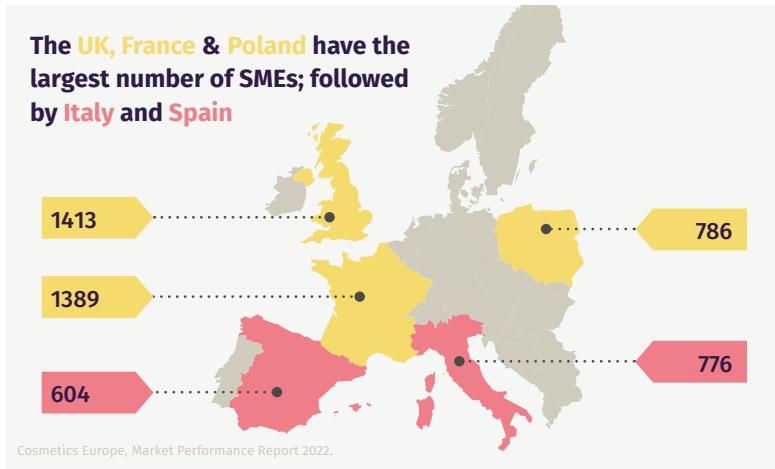 The UK, France & Poland have the
largest number of SMEs; followed
by Italy and Spain
1413
786
1389
776
604
Cosmetics Europe, Market Performance Report 2022.